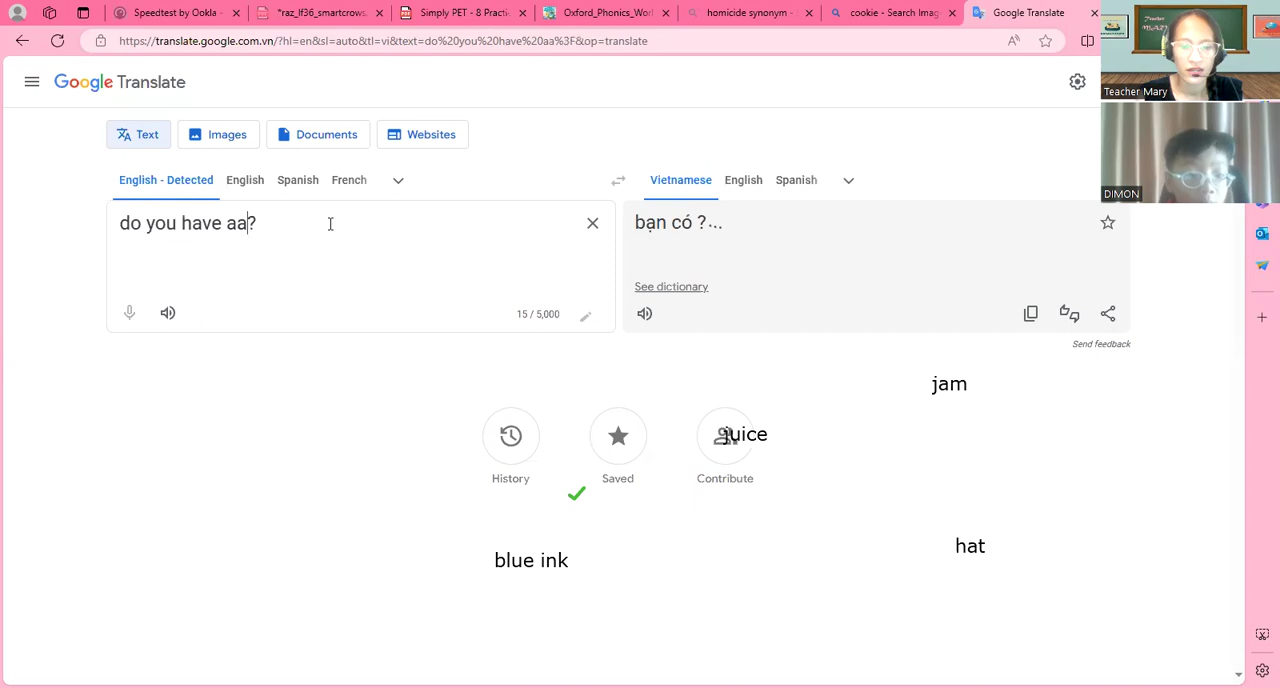 Speedtest by Ookla -
*raz_lf36_smartcrows.
Simply PET - 8 Practi
Oxford_Phonics_Worl
homicide synonym -
cookie - Search Imag
Google Translate
https://translate.google.com.vn/?hl=en&sl=auto&tl=vi&text=do%20you%20have%20aa%3F&op=translate
Google Translate
Teacher Mary
Text Images Documents Websites
English - Detected English Spanish French
Vietnamese English Spanish
DIMON
do you have aa?
bạn có ?...
See dictionary
15 / 5,000
Send feedback
jam
juice
History Saved Contribute
hat
blue ink